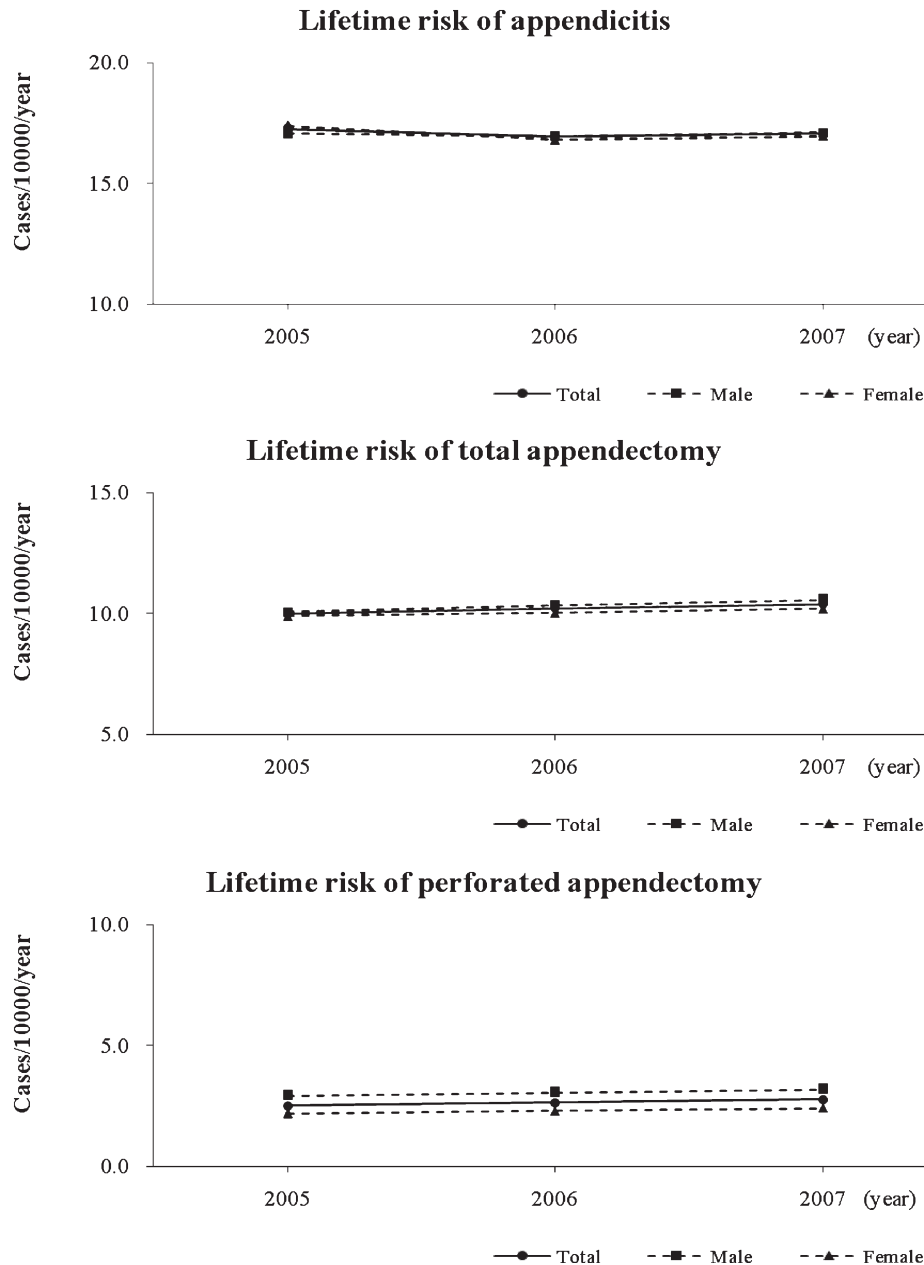 Lifetime risk of appendicitis
Cases/10000/year
20.0
15.0
10.0
2005 2006 2007 (year)
Total Male Female
Lifetime risk of total appendectomy
Cases/10000/year
15.0
10.0
5.0
2005 2006 2007 (year)
Total Male Female
Lifetime risk of perforated appendectomy
Cases/10000/year
10.0
5.0
0.0
2005 2006 2007 (year)
Total Male Female